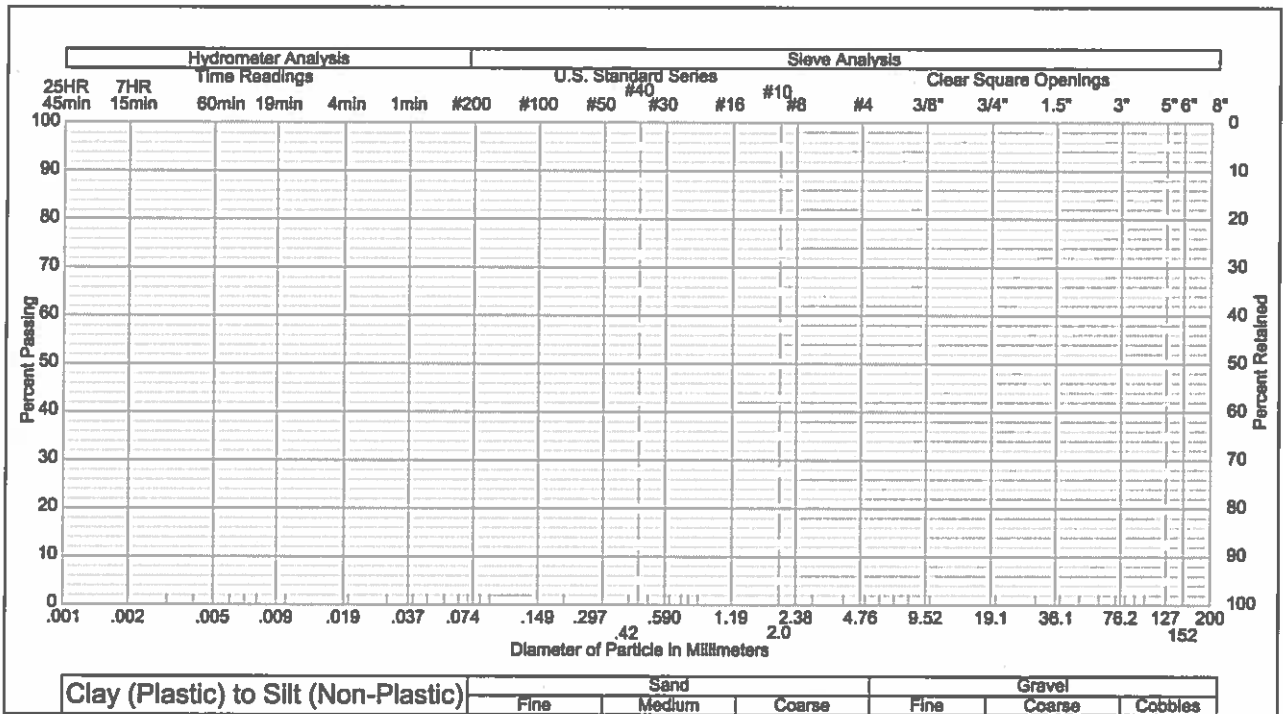 Hydrometer Analysis Sieve Analysis
Time Readings U.S. Standard Series Clear Square Openings
25HR 7HR #40 #10
45min 15min 60min 19min 4min 1min #200 #100 #50 #30 #16 #8 #4 3/8" 3/4" 1.5" 3" 5" 6" 8"
100 0
90 10
80 20
70 30
60 40
50 50
40 60
30 70
20 80
10 90
0 100
Percent Passing
Percent Retained
.001 .002 .005 .009 .019 .037 .074 .149 .297 .590 1.19 2.38 4.76 9.52 19.1 36.1 76.2 127 200
.42 2.0 152
Diameter of Particle in Millimeters
Clay (Plastic) to Silt (Non-Plastic) Sand Gravel
Fine Medium Coarse Fine Coarse Cobbles